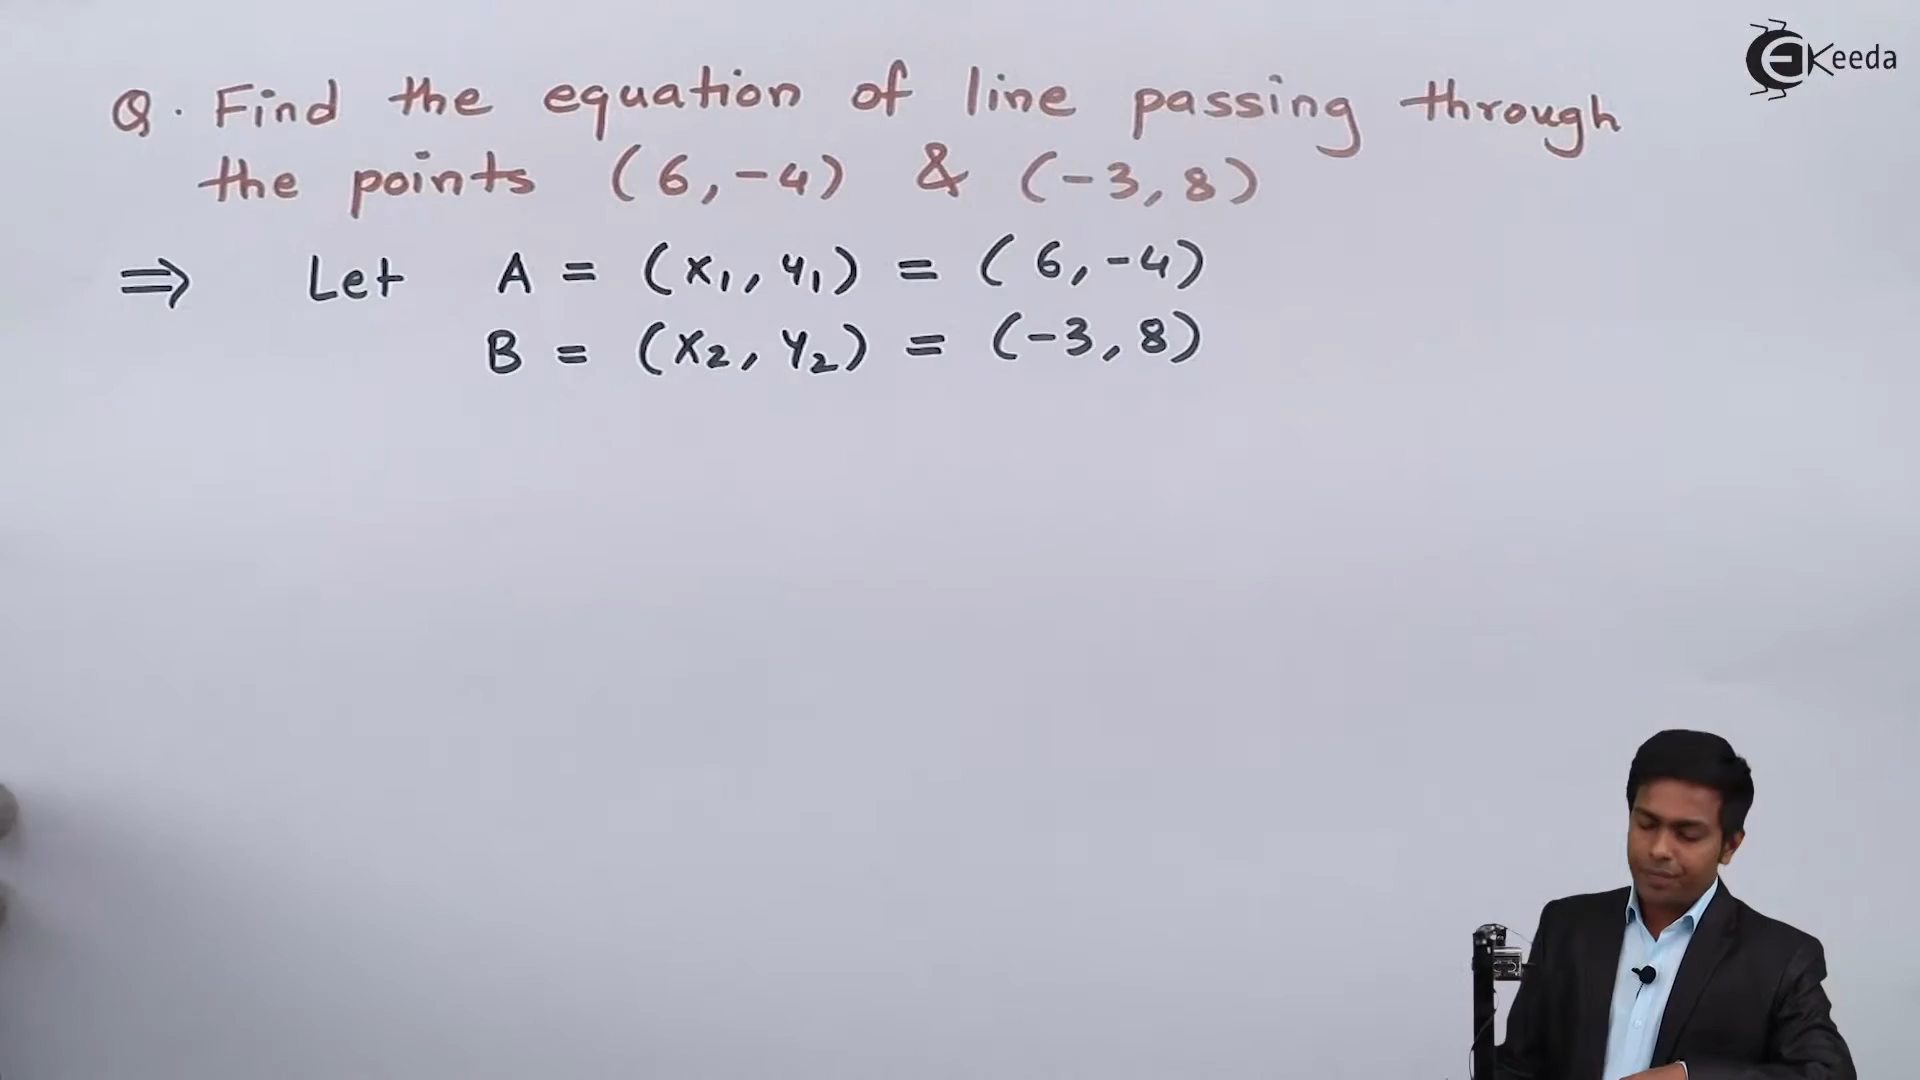 Q. Find the equation of line passing through
the points (6,-4) & (-3,8)
⇒ Let A = (x₁, y₁) = (6,-4)
B = (x₂, y₂) = (-3,8)
eKeeda